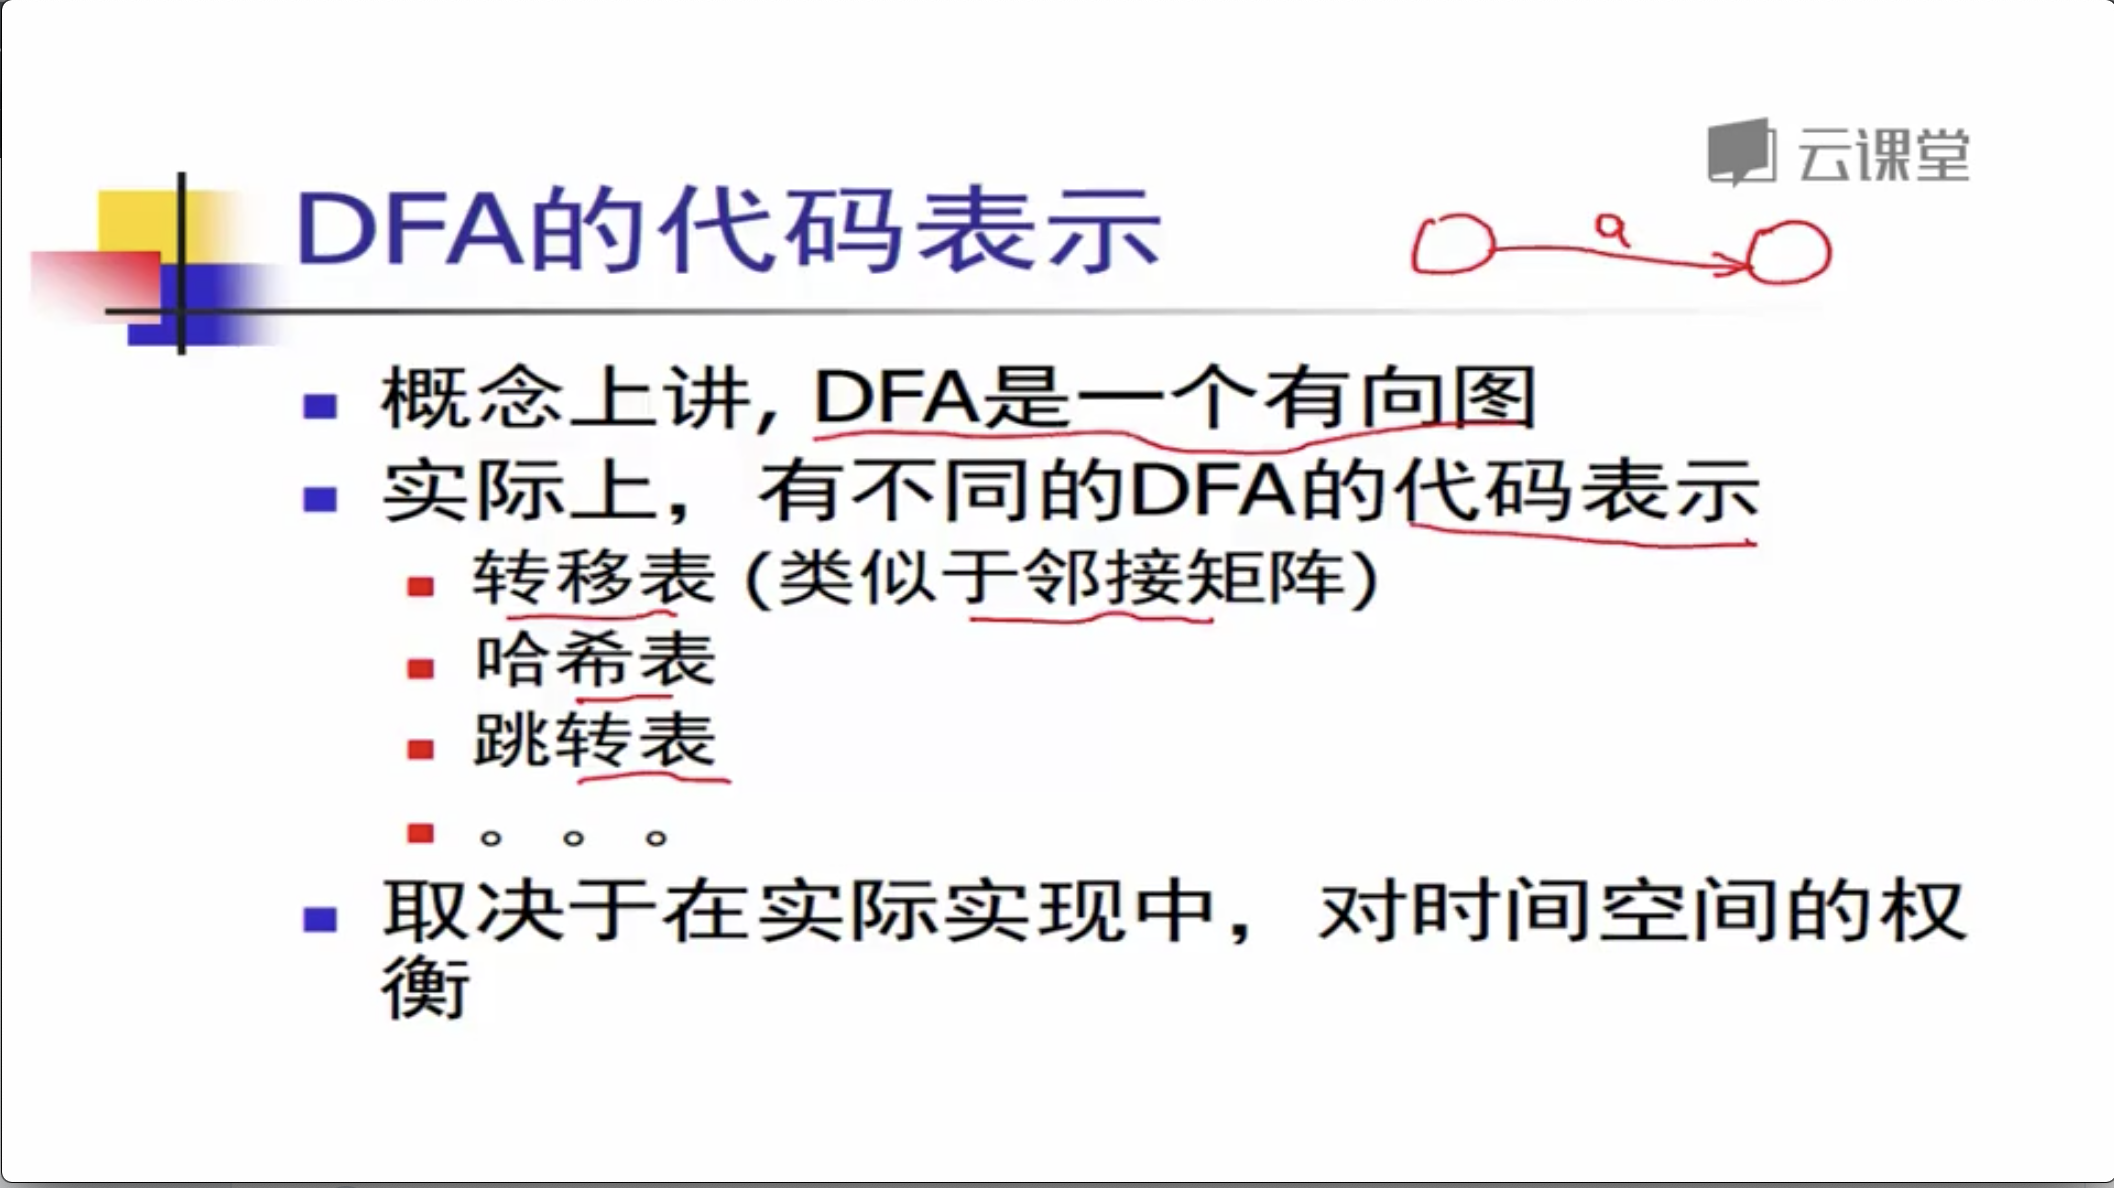 云课堂
DFA的代码表示
a
概念上讲, DFA是一个有向图
实际上，有不同的DFA的代码表示
转移表 (类似于邻接矩阵)
哈希表
跳转表
。。。
取决于在实际实现中，对时间空间的权
衡